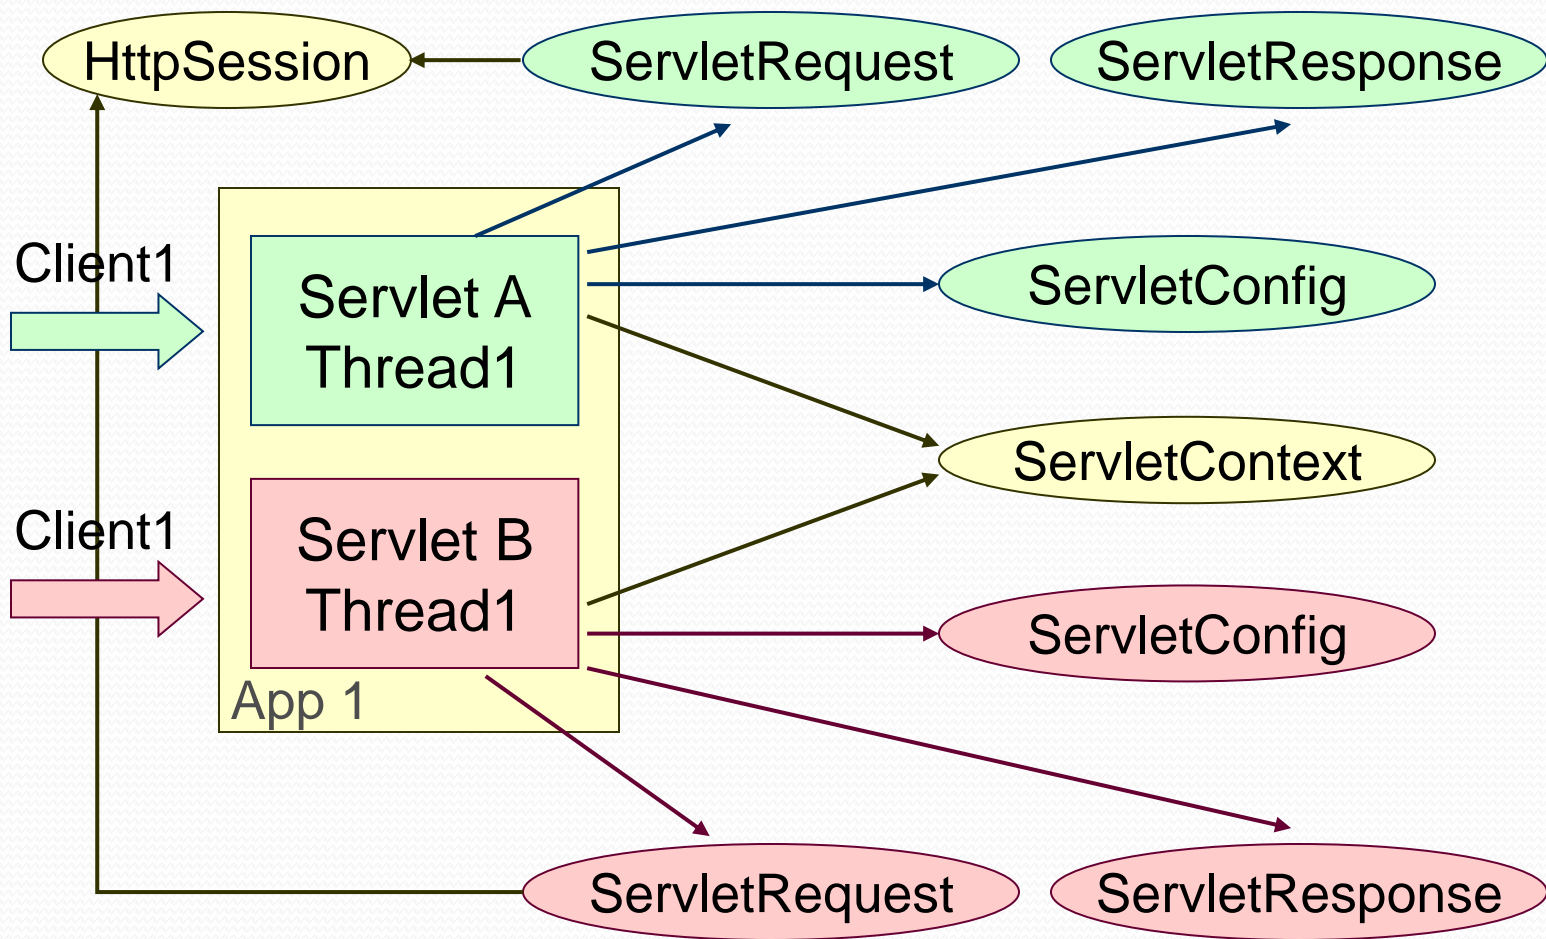 HttpSession
ServletRequest
ServletResponse
Client1
Servlet A
Thread1
ServletConfig
ServletContext
Client1
Servlet B
Thread1
ServletConfig
App 1
ServletRequest
ServletResponse